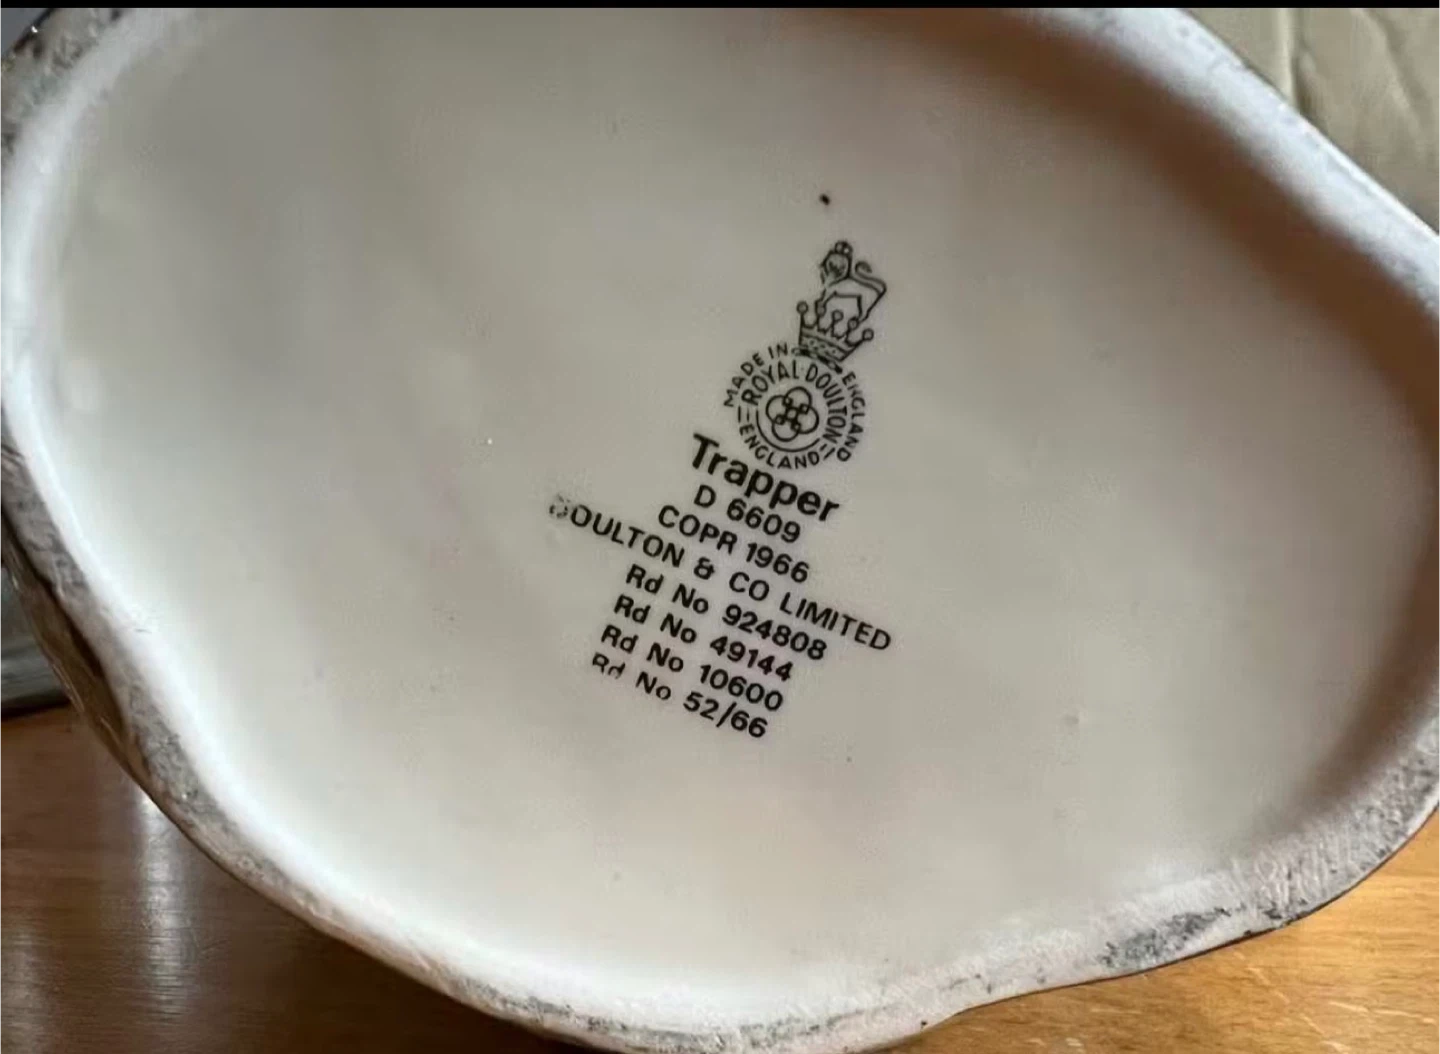 MADE IN ENGLAND
ROYAL DOULTON
ENGLAND
Trapper
D 6609
COPR 1966
DOULTON & CO LIMITED
Rd No 924808
Rd No 49144
Rd No 10600
Rd No 52/66